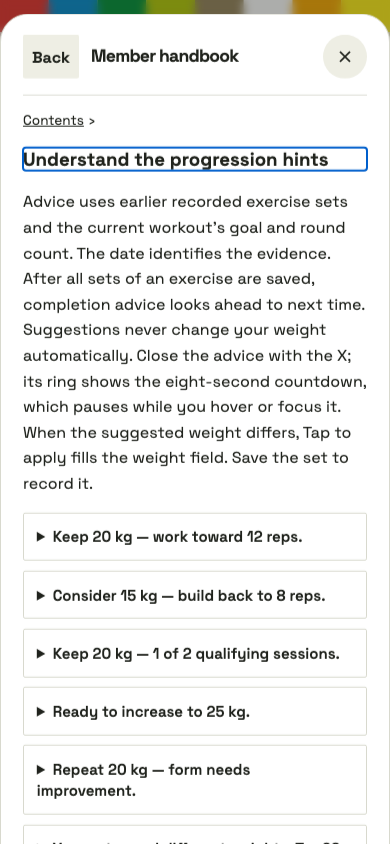 Back
Member handbook
Contents >
Understand the progression hints
Advice uses earlier recorded exercise sets
and the current workout's goal and round
count. The date identifies the evidence.
After all sets of an exercise are saved,
completion advice looks ahead to next time.
Suggestions never change your weight
automatically. Close the advice with the X;
its ring shows the eight-second countdown,
which pauses while you hover or focus it.
When the suggested weight differs, Tap to
apply fills the weight field. Save the set to
record it.
Keep 20 kg — work toward 12 reps.
Consider 15 kg — build back to 8 reps.
Keep 20 kg — 1 of 2 qualifying sessions.
Ready to increase to 25 kg.
Repeat 20 kg — form needs
improvement.